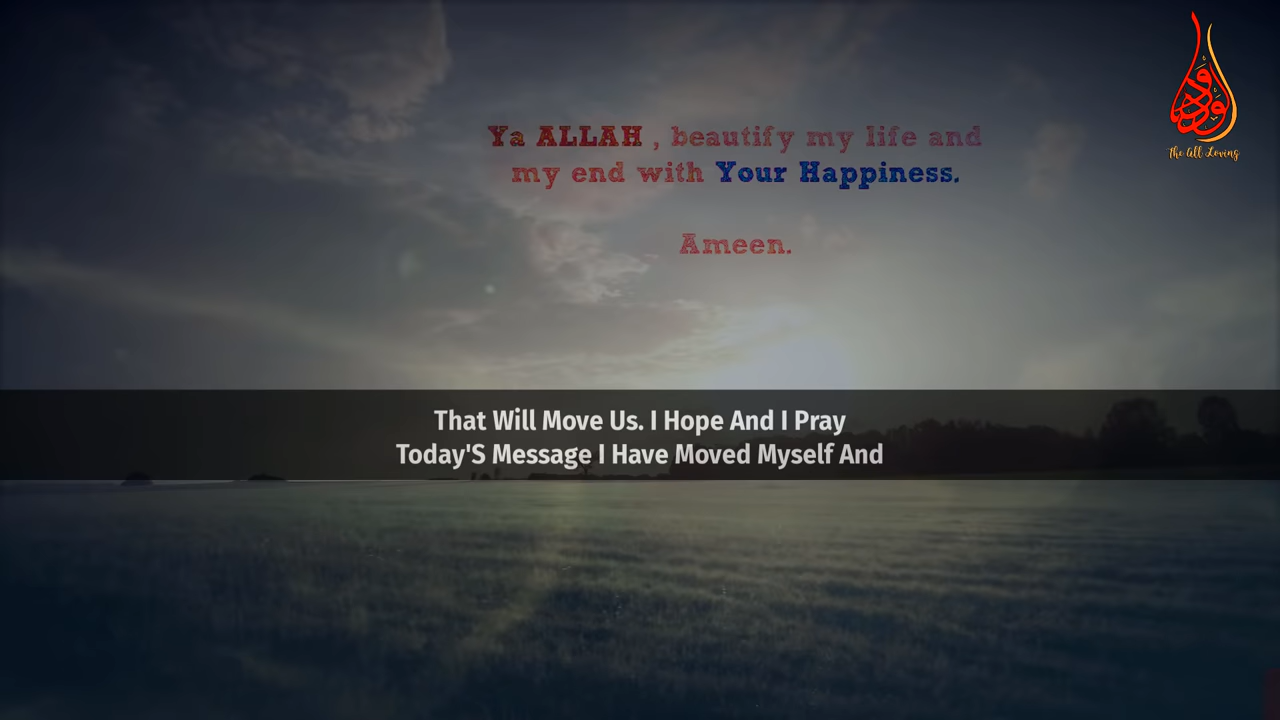 Ya ALLAH , beautify my life and
my end with Your Happiness.
Ameen.
الودود
The All Loving
That Will Move Us. I Hope And I Pray
Today'S Message I Have Moved Myself And